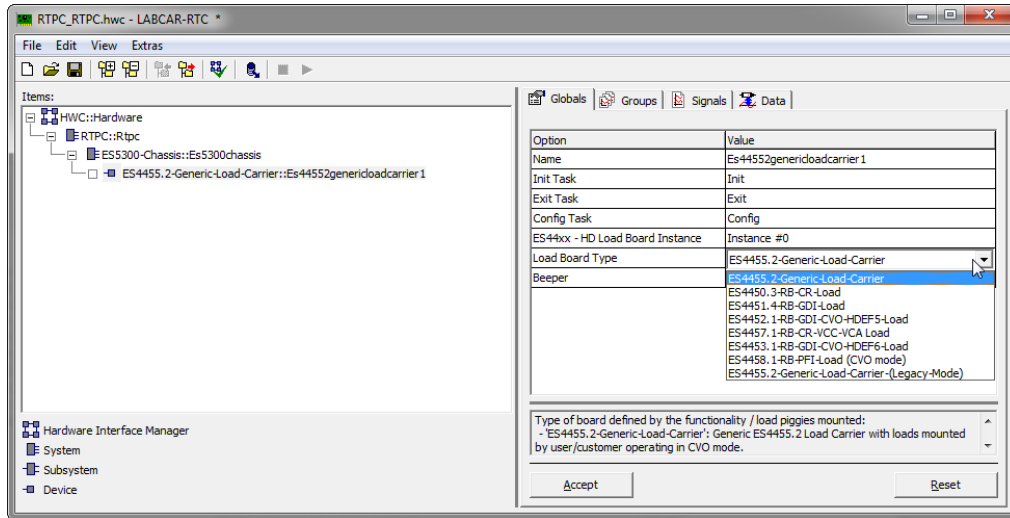 RTPC_RTPC.hwc - LABCAR-RTC *
File Edit View Extras
Items:
HWC::Hardware
RTPC::Rtpc
ES5300-Chassis::Es5300chassis
ES4455.2-Generic-Load-Carrier::Es44552genericloadcarrier1
Hardware Interface Manager
System
Subsystem
Device
Globals Groups Signals Data
Option Value
Name Es44552genericloadcarrier1
Init Task Init
Exit Task Exit
Config Task Config
ES44xx - HD Load Board Instance Instance #0
Load Board Type ES4455.2-Generic-Load-Carrier
Beeper ES4455.2-Generic-Load-Carrier
ES4450.3-RB-CR-Load
ES4451.4-RB-GDI-Load
ES4452.1-RB-GDI-CVO-HDEF5-Load
ES4457.1-RB-CR-VCC-VCA Load
ES4453.1-RB-GDI-CVO-HDEF6-Load
ES4458.1-RB-PFI-Load (CVO mode)
ES4455.2-Generic-Load-Carrier-(Legacy-Mode)
Type of board defined by the functionality / load piggies mounted:
- 'ES4455.2-Generic-Load-Carrier': Generic ES4455.2 Load Carrier with loads mounted
by user/customer operating in CVO mode.
Accept Reset